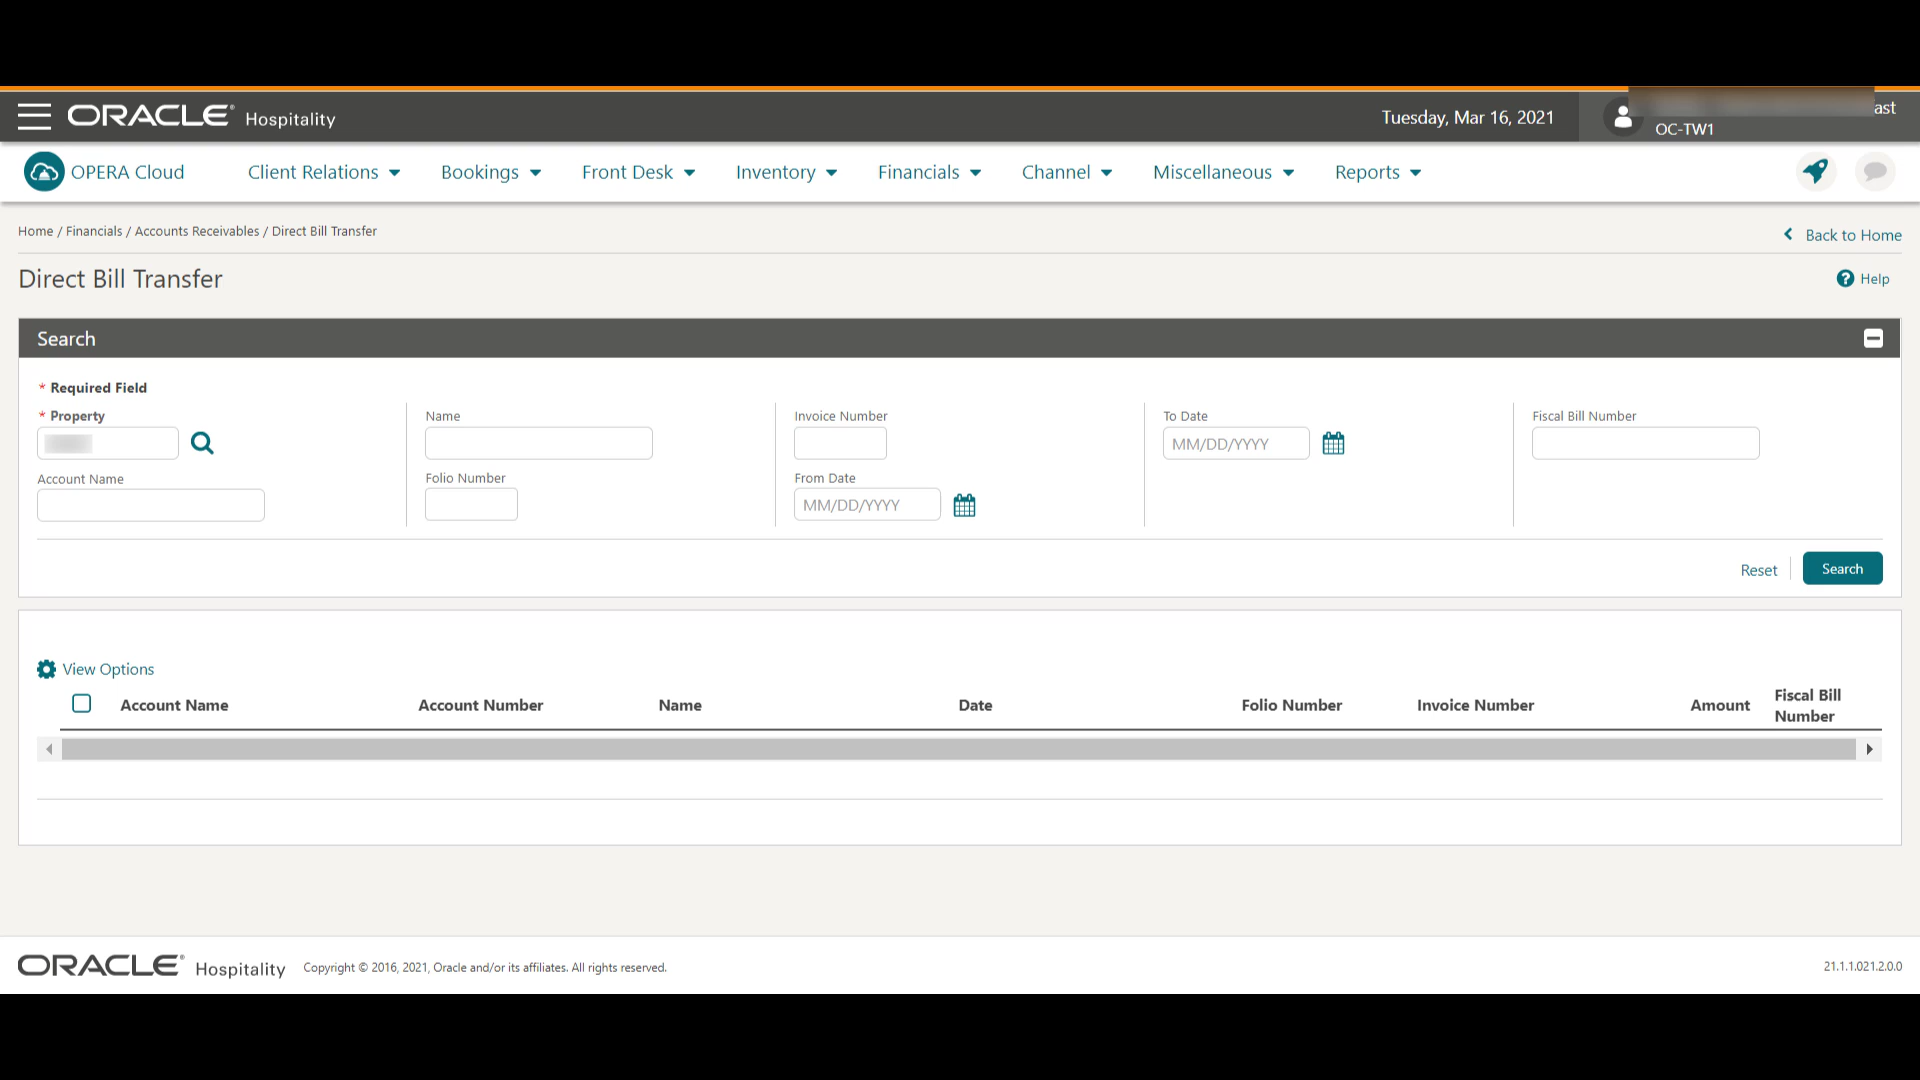 ORACLE® Hospitality
Tuesday, Mar 16, 2021
ast
OC-TW1
OPERA Cloud
Client Relations
Bookings
Front Desk
Inventory
Financials
Channel
Miscellaneous
Reports
Home / Financials / Accounts Receivables / Direct Bill Transfer
Back to Home
Direct Bill Transfer
Help
Search
* Required Field
* Property
Name
Invoice Number
To Date
MM/DD/YYYY
Fiscal Bill Number
Account Name
Folio Number
From Date
MM/DD/YYYY
Reset
Search
View Options
Account Name
Account Number
Name
Date
Folio Number
Invoice Number
Amount
Fiscal Bill
Number
ORACLE® Hospitality
Copyright © 2016, 2021, Oracle and/or its affiliates. All rights reserved.
21.1.1.021.2.0.0